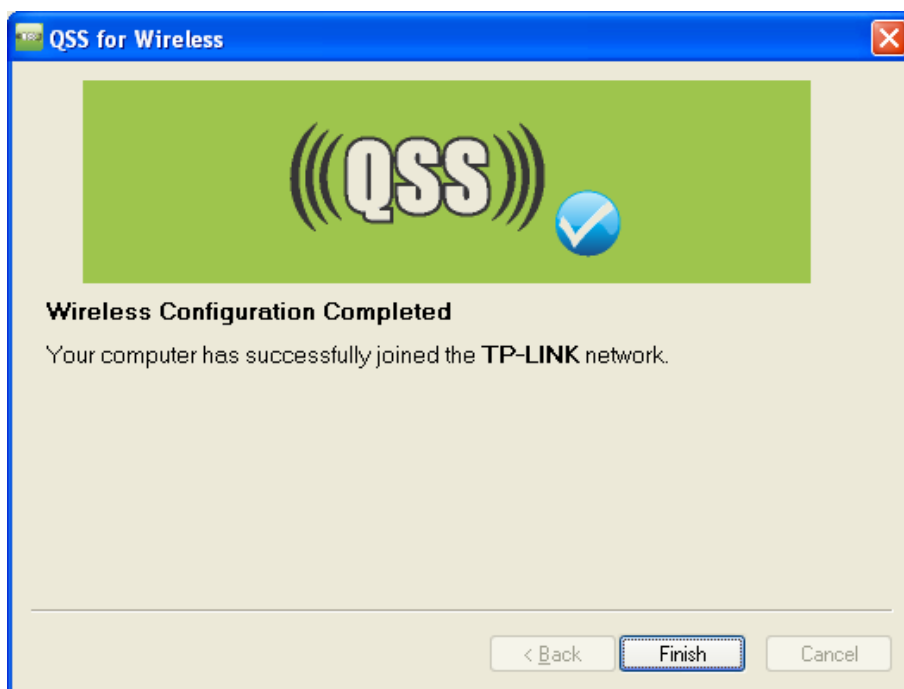 QSS for Wireless
(((QSS)))
Wireless Configuration Completed
Your computer has successfully joined the TP-LINK network.
< Back Finish Cancel